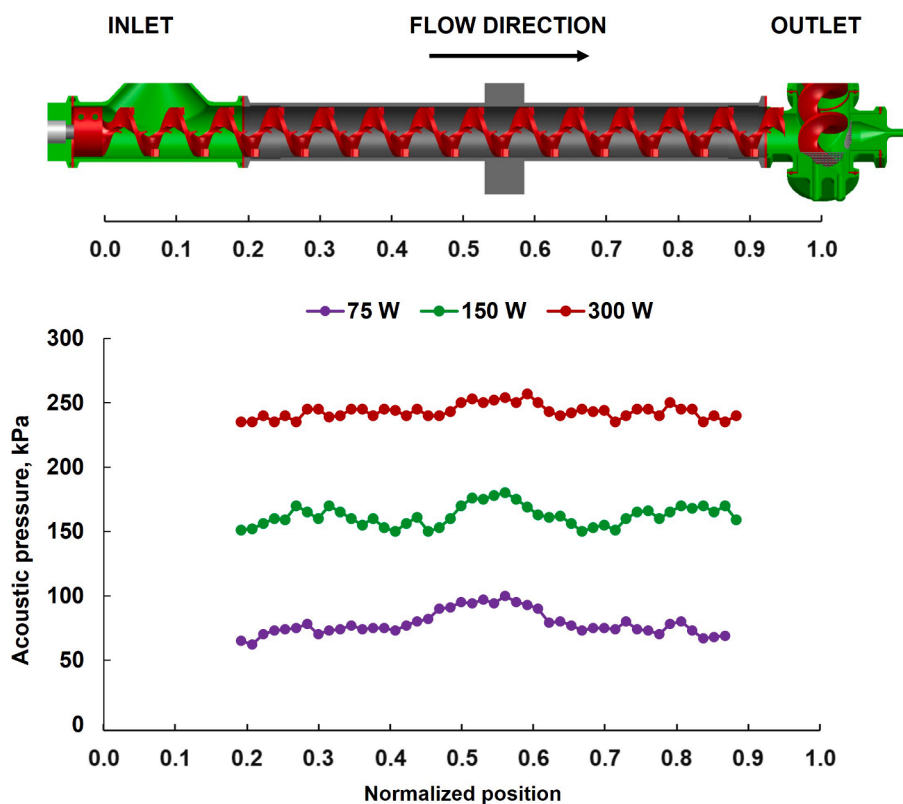 INLET FLOW DIRECTION OUTLET
0.0 0.1 0.2 0.3 0.4 0.5 0.6 0.7 0.8 0.9 1.0
75 W 150 W 300 W
300
250
200
150
100
50
0
Acoustic pressure, kPa
0.0 0.1 0.2 0.3 0.4 0.5 0.6 0.7 0.8 0.9 1.0
Normalized position